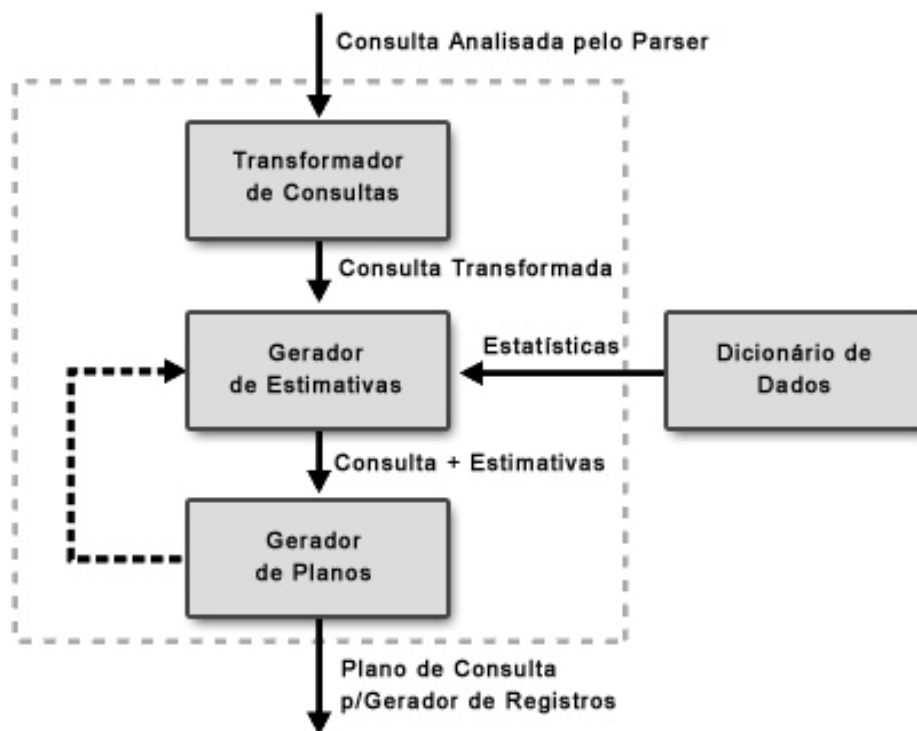 Consulta Analisada pelo Parser
Transformador
de Consultas
Consulta Transformada
Gerador
de Estimativas
Estatísticas
Dicionário de
Dados
Consulta + Estimativas
Gerador
de Planos
Plano de Consulta
p/Gerador de Registros